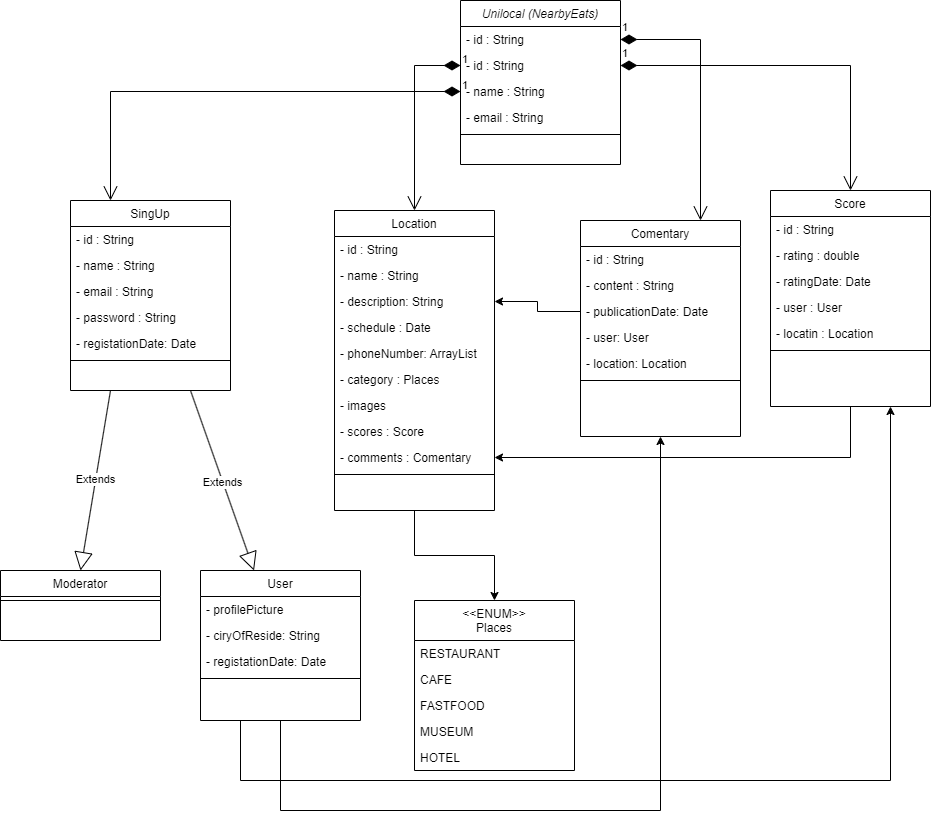 Unilocal (NearbyEats)
- id : String
- id : String
- name : String
- email : String
1
1
1
1
SingUp
- id : String
- name : String
- email : String
- password : String
- registationDate: Date
Location
- id : String
- name : String
- description: String
- schedule : Date
- phoneNumber: ArrayList
- category : Places
- images
- scores : Score
- comments : Comentary
Comentary
- id : String
- content : String
- publicationDate: Date
- user: User
- location: Location
Score
- id : String
- rating : double
- ratingDate: Date
- user : User
- locatin : Location
Extends
Extends
Moderator
User
- profilePicture
- ciryOfReside: String
- registationDate: Date
<<ENUM>>
Places
RESTAURANT
CAFE
FASTFOOD
MUSEUM
HOTEL